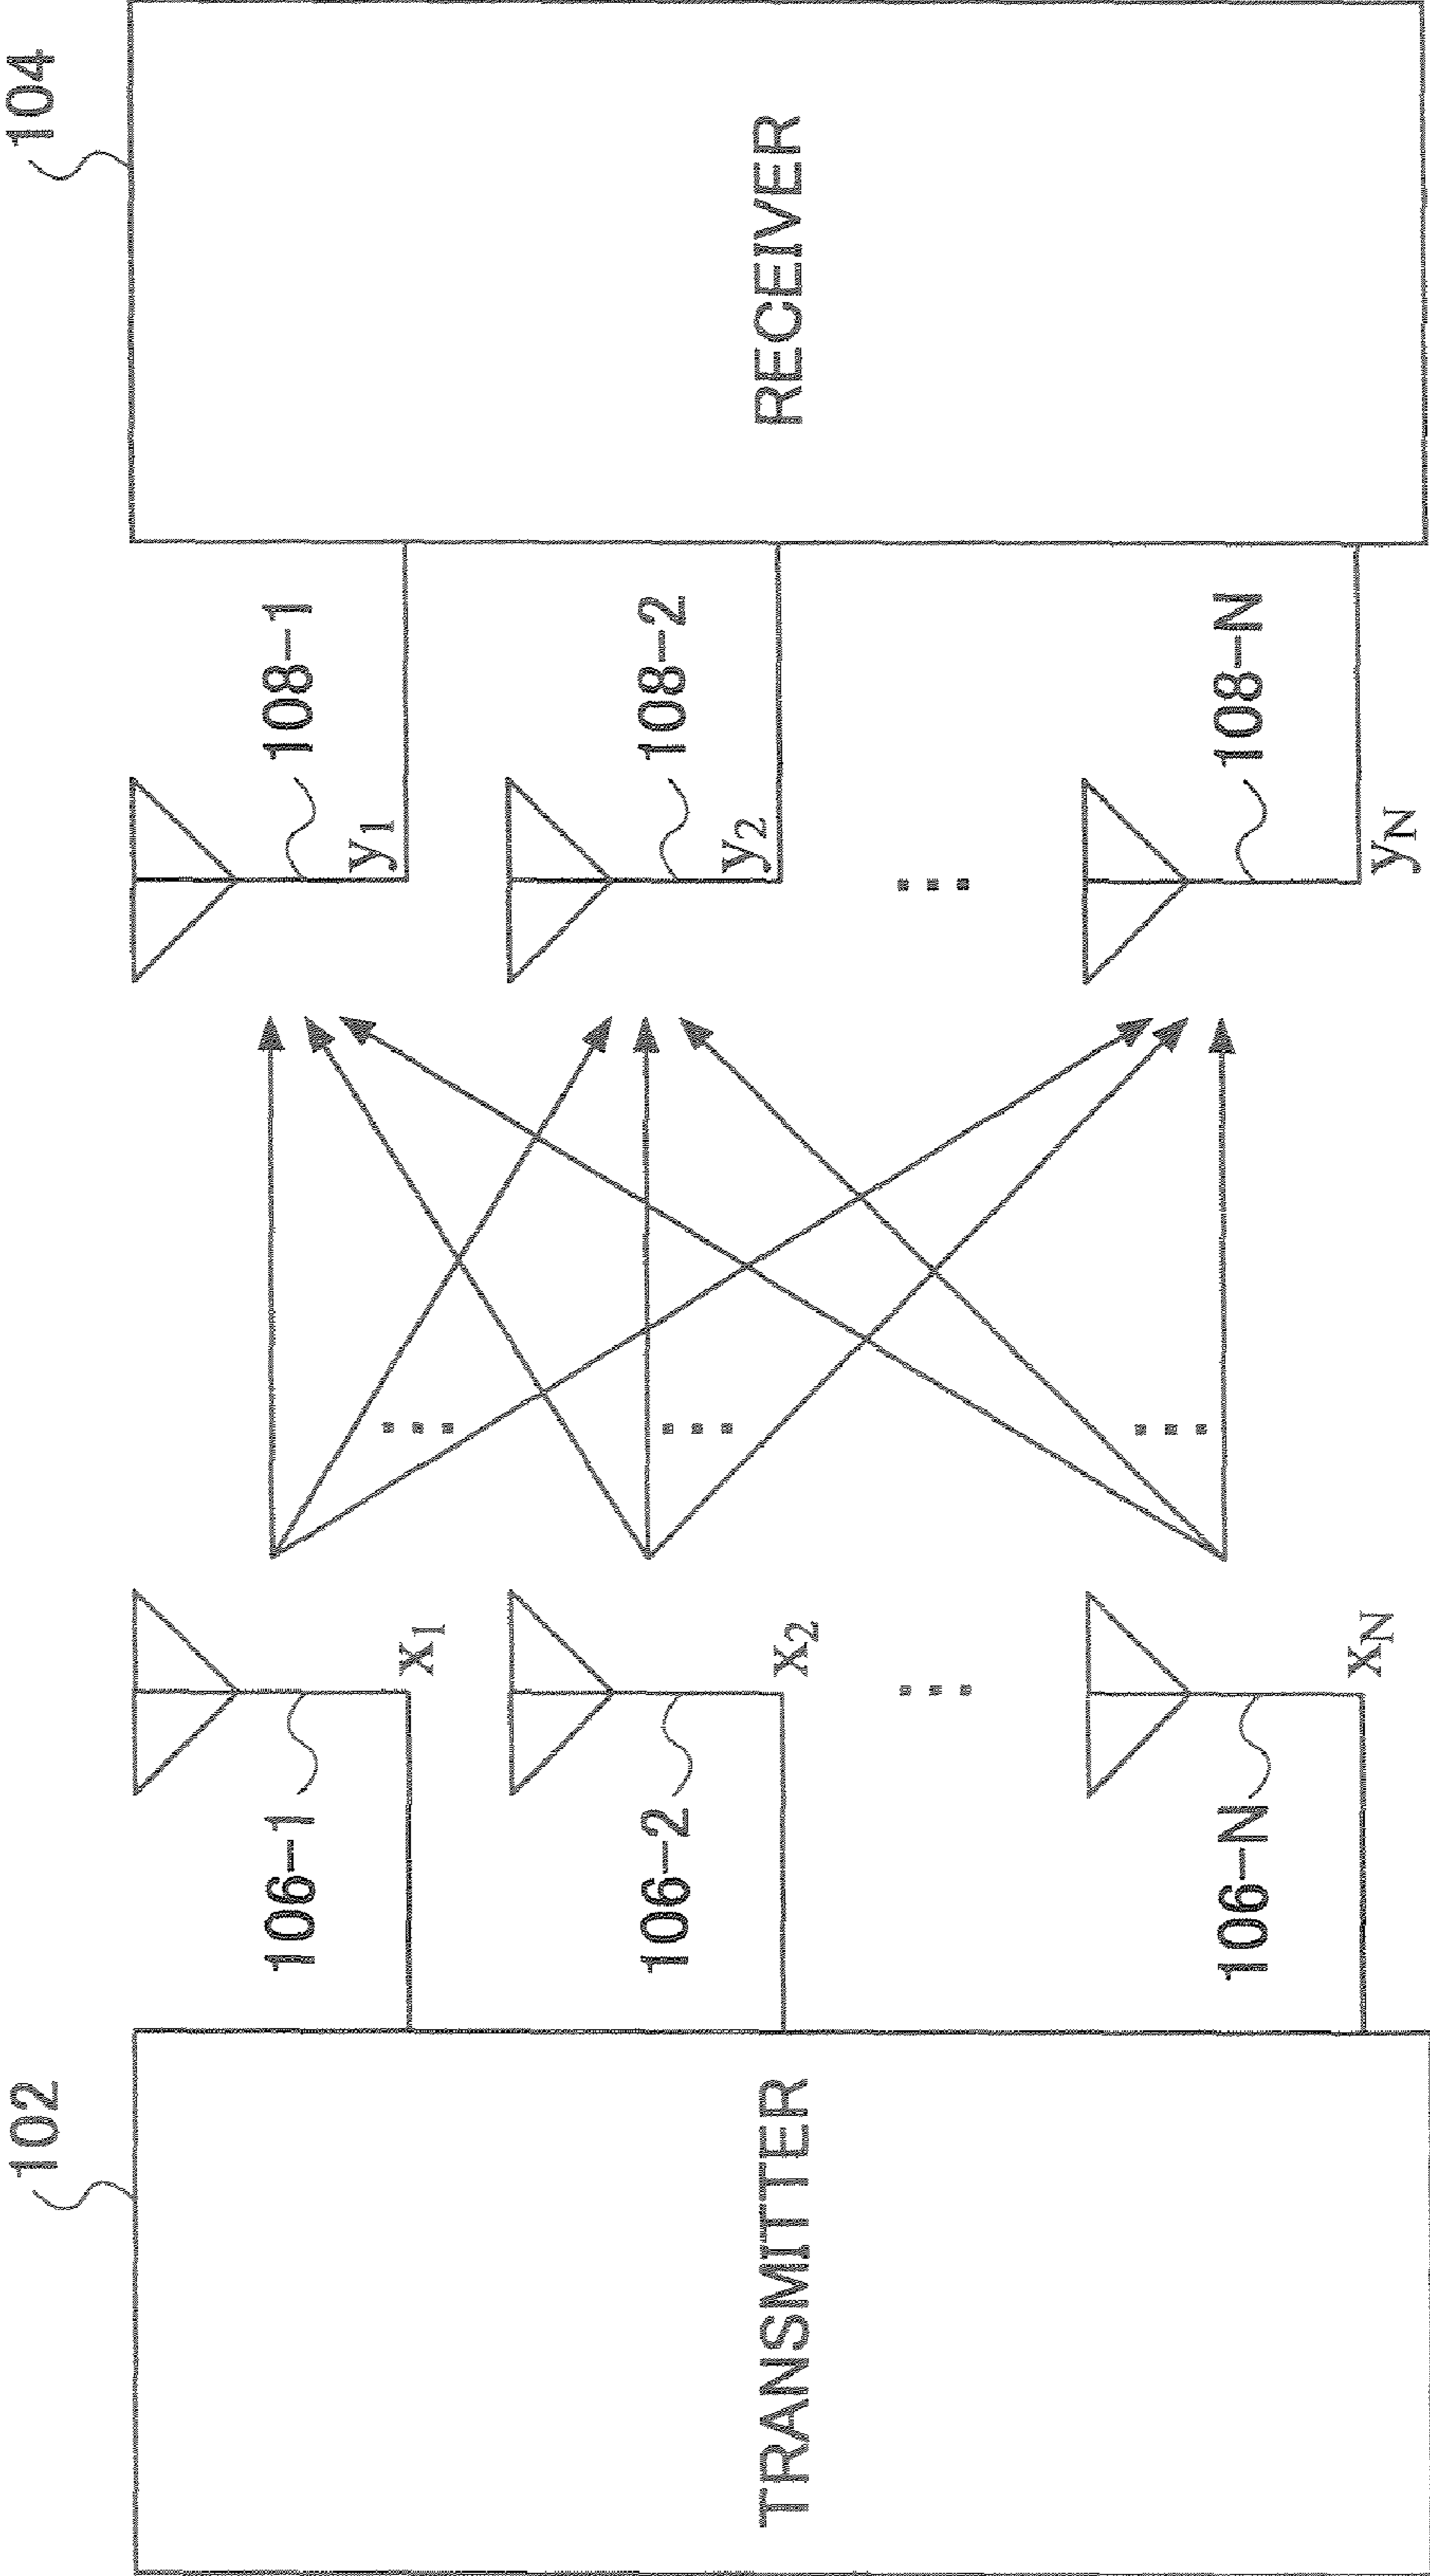 102
TRANSMITTER
106-1
x1
106-2
x2
...
106-N
xN
...
...
...
108-1
y1
108-2
y2
...
108-N
yN
104
RECEIVER